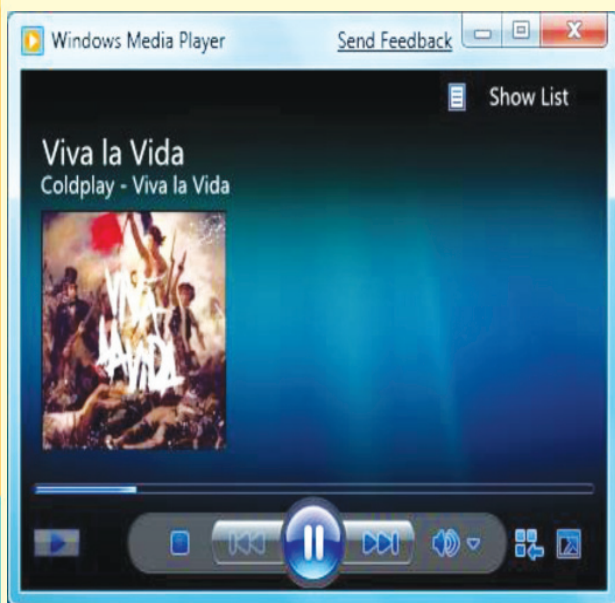 Windows Media Player
Send Feedback
Show List
Viva la Vida
Coldplay - Viva la Vida
VIVA
LA VIDA